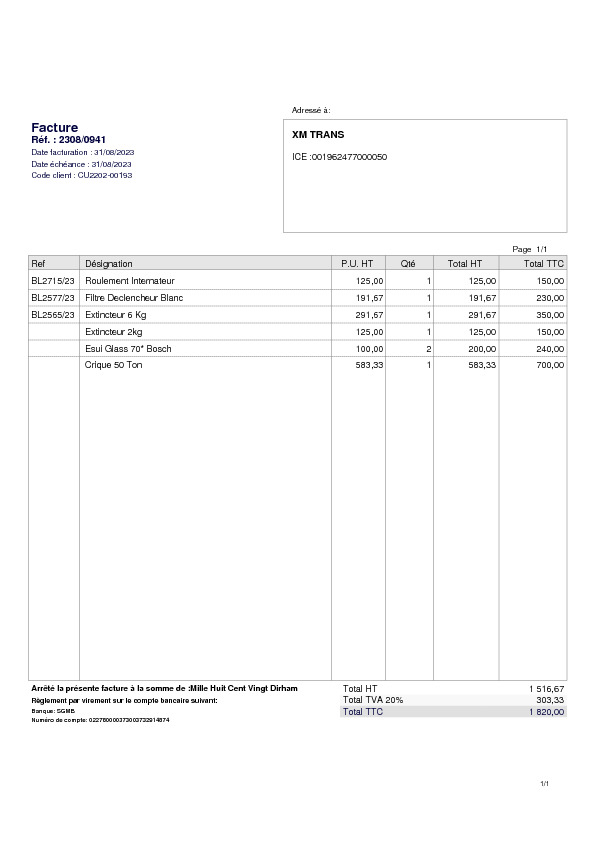 Adressé à:
Facture
Réf. : 2308/0941
Date facturation : 31/08/2023
Date échéance : 31/08/2023
Code client : CU2202-00193
XM TRANS
ICE :001962477000050
Page 1/1
Ref Désignation P.U. HT Qté Total HT Total TTC
BL2715/23 Roulement Internateur 125,00 1 125,00 150,00
BL2577/23 Filtre Declencheur Blanc 191,67 1 191,67 230,00
BL2565/23 Extincteur 6 Kg 291,67 1 291,67 350,00
Extincteur 2kg 125,00 1 125,00 150,00
Esui Glass 70* Bosch 100,00 2 200,00 240,00
Crique 50 Ton 583,33 1 583,33 700,00
Arrêté la présente facture à la somme de :Mille Huit Cent Vingt Dirham
Total HT 1 516,67
Règlement par virement sur le compte bancaire suivant:
Total TVA 20% 303,33
Banque: SGMB
Total TTC 1 820,00
Numéro de compte:
1/1